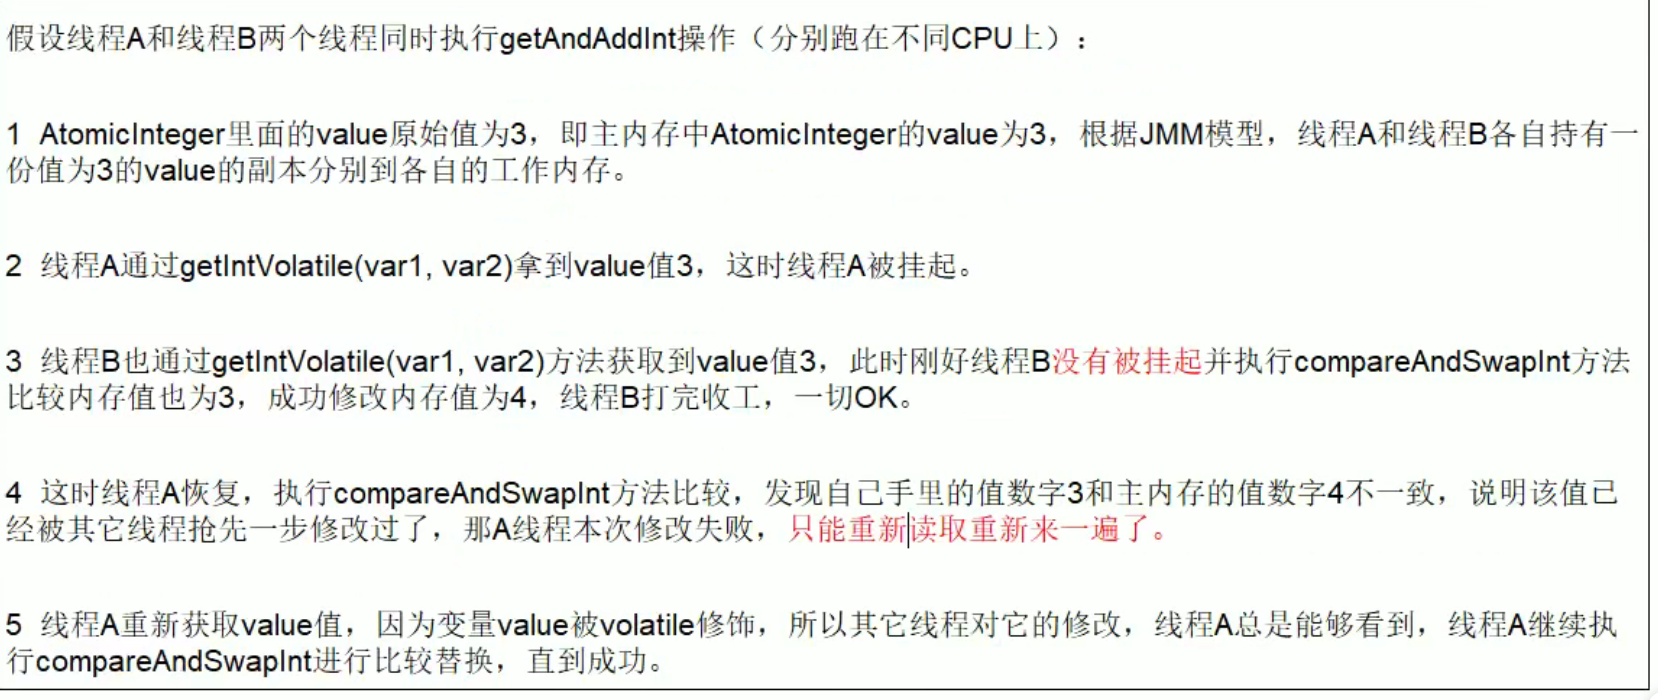 假设线程A和线程B两个线程同时执行getAndAddInt操作（分别跑在不同CPU上）：
1 AtomicInteger里面的value原始值为3，即主内存中AtomicInteger的value为3，根据JMM模型，线程A和线程B各自持有一
份值为3的value的副本分别到各自的工作内存。
2 线程A通过getIntVolatile(var1, var2)拿到value值3，这时线程A被挂起。
3 线程B也通过getIntVolatile(var1, var2)方法获取到value值3，此时刚好线程B没有被挂起并执行compareAndSwapInt方法
比较内存值也为3，成功修改内存值为4，线程B打完收工，一切OK。
4 这时线程A恢复，执行compareAndSwapInt方法比较，发现自己手里的值数字3和主内存的值数字4不一致，说明该值已
经被其它线程抢先一步修改过了，那A线程本次修改失败，只能重新读取重新来一遍了。
5 线程A重新获取value值，因为变量value被volatile修饰，所以其它线程对它的修改，线程A总是能够看到，线程A继续执
行compareAndSwapInt进行比较替换，直到成功。